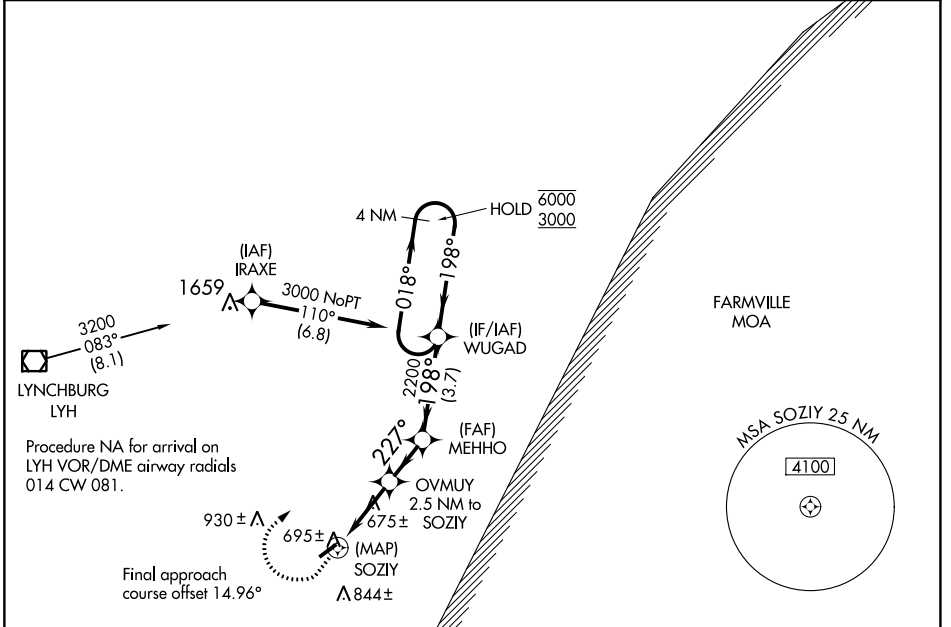 6000
4 NM
HOLD
3000
(IAF)
IRAXE
018°
198°
1659
3000 NoPT
110°
(6.8)
FARMVILLE
MOA
3200
083°
(8.1)
(IF/IAF)
WUGAD
2200
198°
(3.7)
LYNCHBURG
LYH
MSA SOZIY 25 NM
4100
Procedure NA for arrival on
LYH VOR/DME airway radials
014 CW 081.
227°
(FAF)
MEHHO
OVMUY
2.5 NM to
SOZIY
930±
675±
695±
(MAP)
SOZIY
Final approach
course offset 14.96°
844±